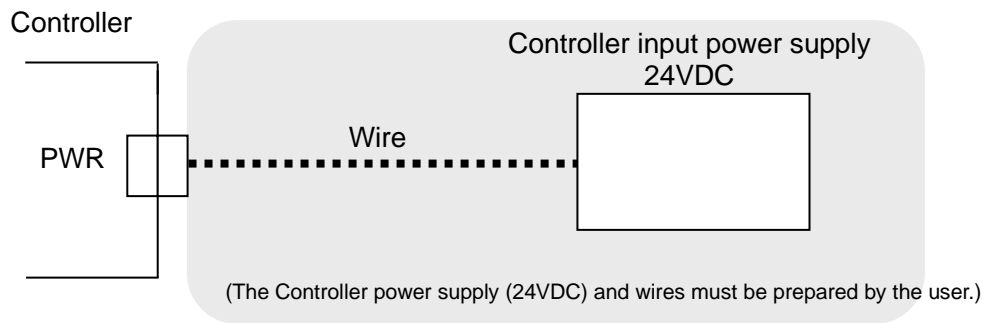 Controller
Controller input power supply
24VDC
Wire
PWR
(The Controller power supply (24VDC) and wires must be prepared by the user.)